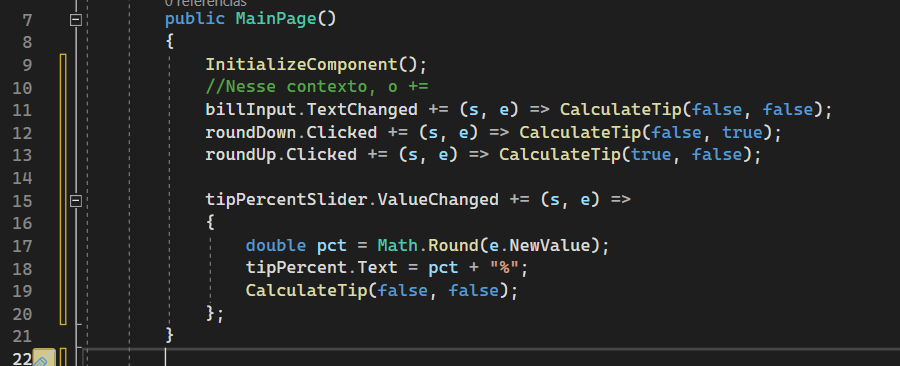 0 referências
7 public MainPage()
8 {
9 InitializeComponent();
10 //Nesse contexto, o +=
11 billInput.TextChanged += (s, e) => CalculateTip(false, false);
12 roundDown.Clicked += (s, e) => CalculateTip(false, true);
13 roundUp.Clicked += (s, e) => CalculateTip(true, false);
14
15 tipPercentSlider.ValueChanged += (s, e) =>
16 {
17 double pct = Math.Round(e.NewValue);
18 tipPercent.Text = pct + "%";
19 CalculateTip(false, false);
20 };
21 }
22